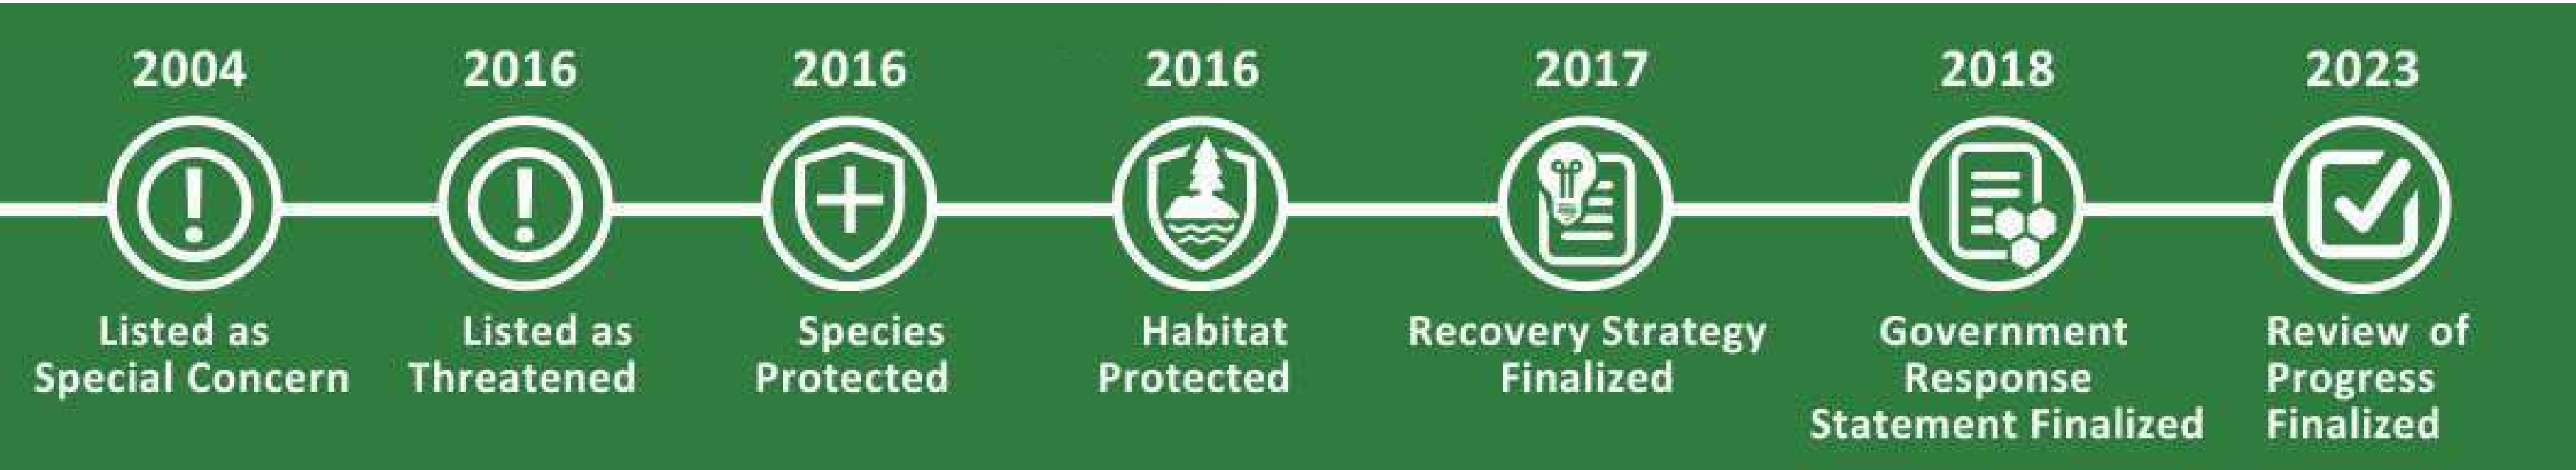 2004
Listed as
Special Concern
2016
Listed as
Threatened
2016
Species
Protected
2016
Habitat
Protected
2017
Recovery Strategy
Finalized
2018
Government
Response
Statement Finalized
2023
Review of
Progress
Finalized